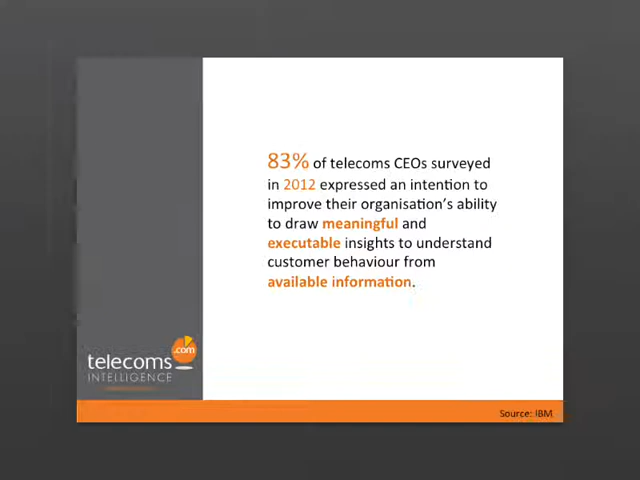 83% of telecoms CEOs surveyed
in 2012 expressed an intention to
improve their organisation's ability
to draw meaningful and
executable insights to understand
customer behaviour from
available information.
telecoms.com
INTELLIGENCE
Source: IBM